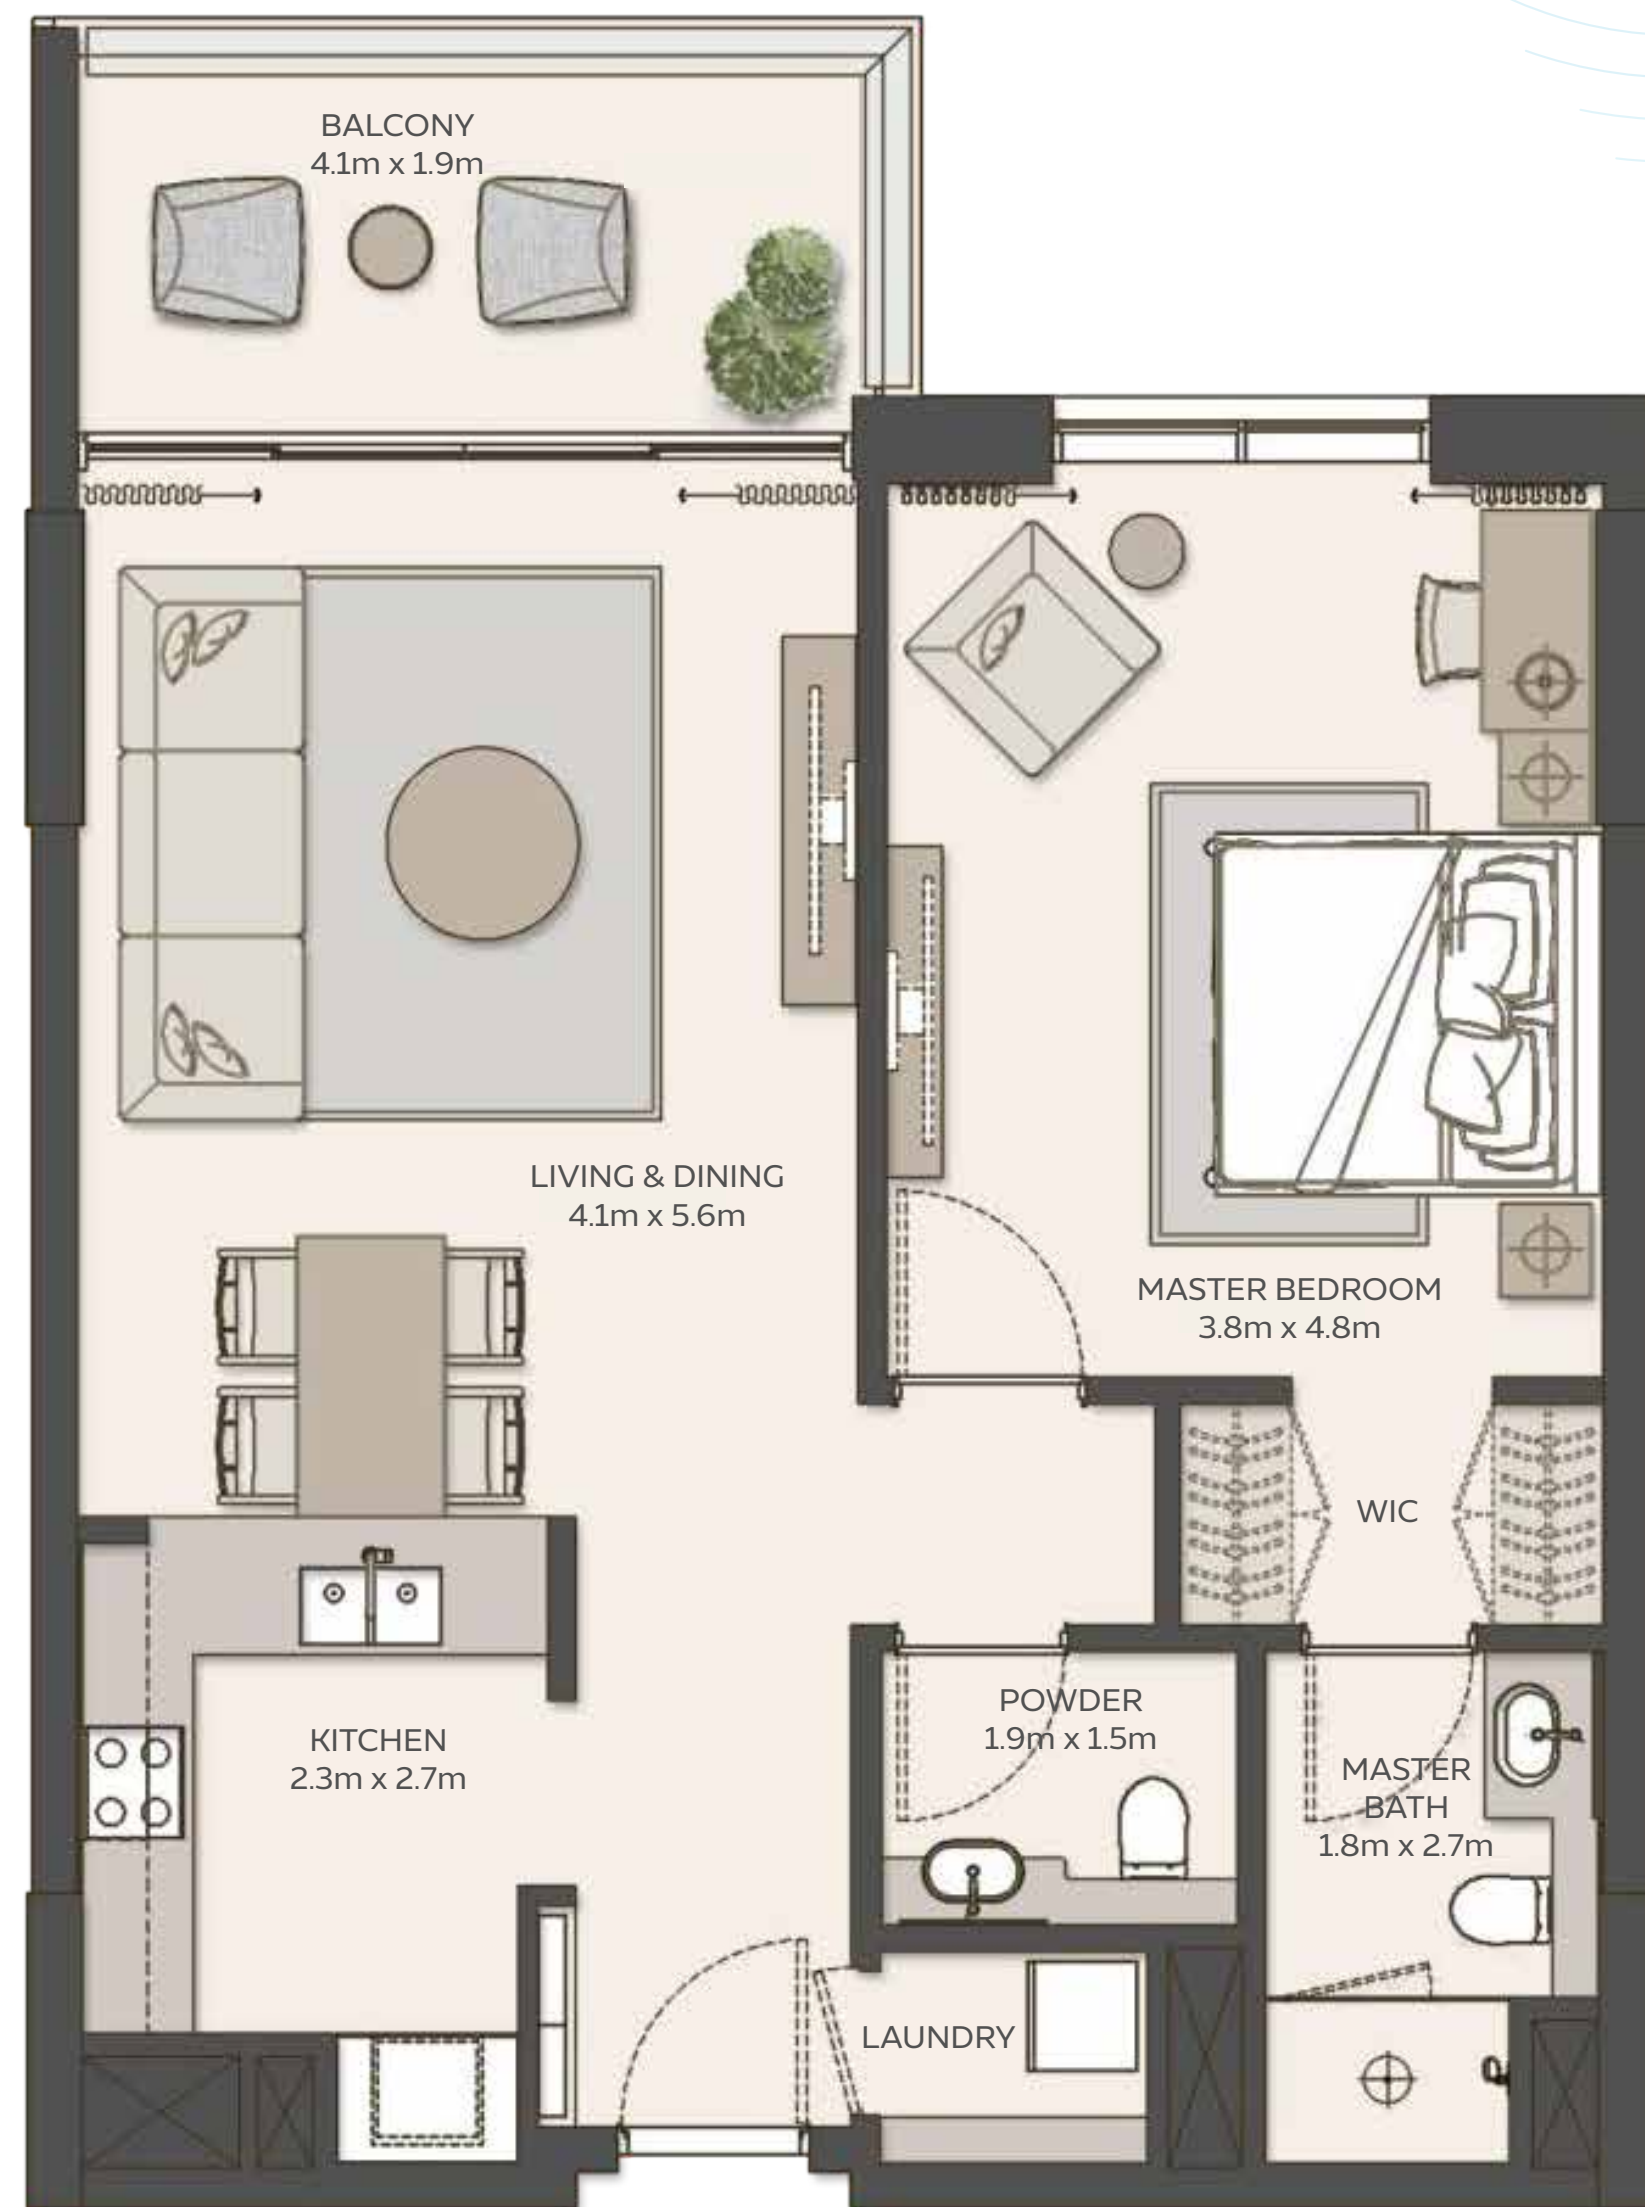 BALCONY
4.1m x 1.9m
LIVING & DINING
4.1m x 5.6m
MASTER BEDROOM
3.8m x 4.8m
WIC
POWDER
1.9m x 1.5m
KITCHEN
2.3m x 2.7m
MASTER
BATH
1.8m x 2.7m
LAUNDRY